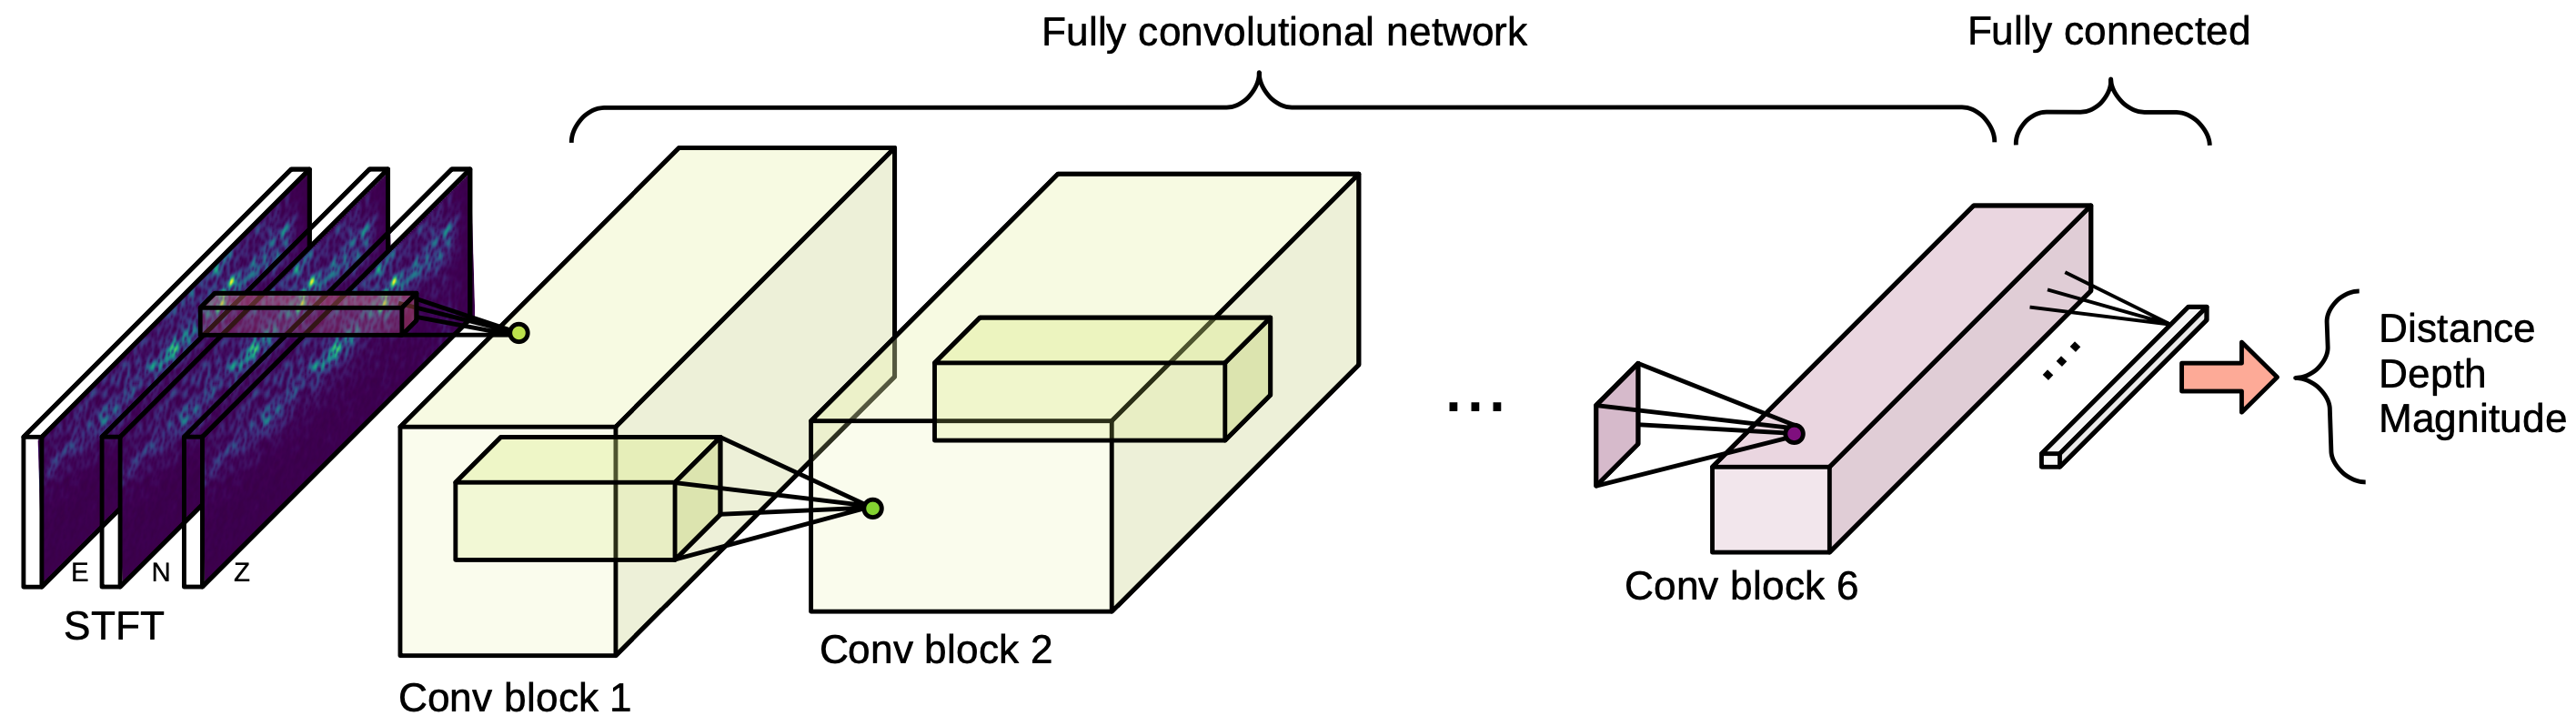 Fully convolutional network
Fully connected
E N Z
STFT
Conv block 1
Conv block 2
...
Conv block 6
Distance
Depth
Magnitude